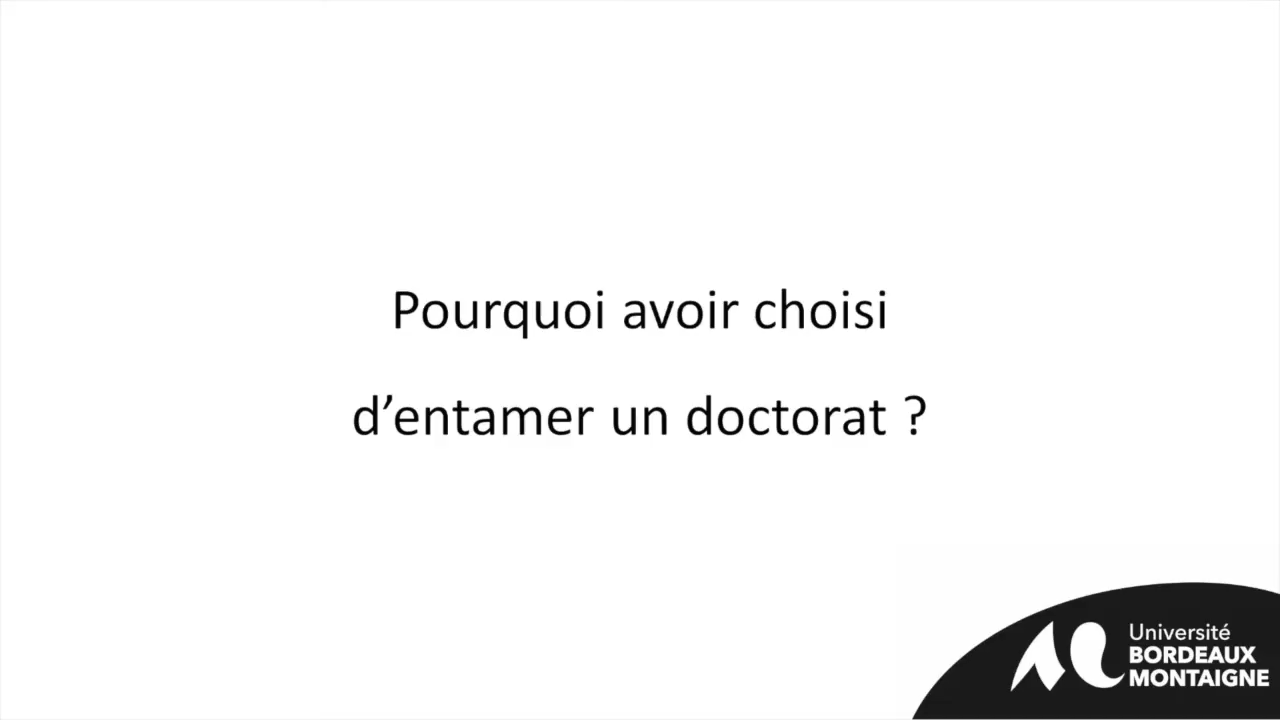 Pourquoi avoir choisi
d’entamer un doctorat ?
Université
BORDEAUX
MONTAIGNE